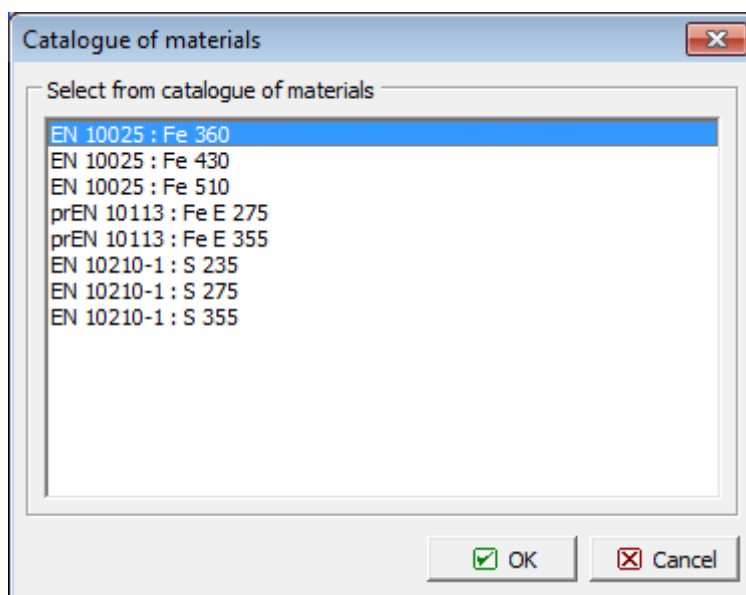 Catalogue of materials
Select from catalogue of materials
EN 10025 : Fe 360
EN 10025 : Fe 430
EN 10025 : Fe 510
prEN 10113 : Fe E 275
prEN 10113 : Fe E 355
EN 10210-1 : S 235
EN 10210-1 : S 275
EN 10210-1 : S 355
OK Cancel